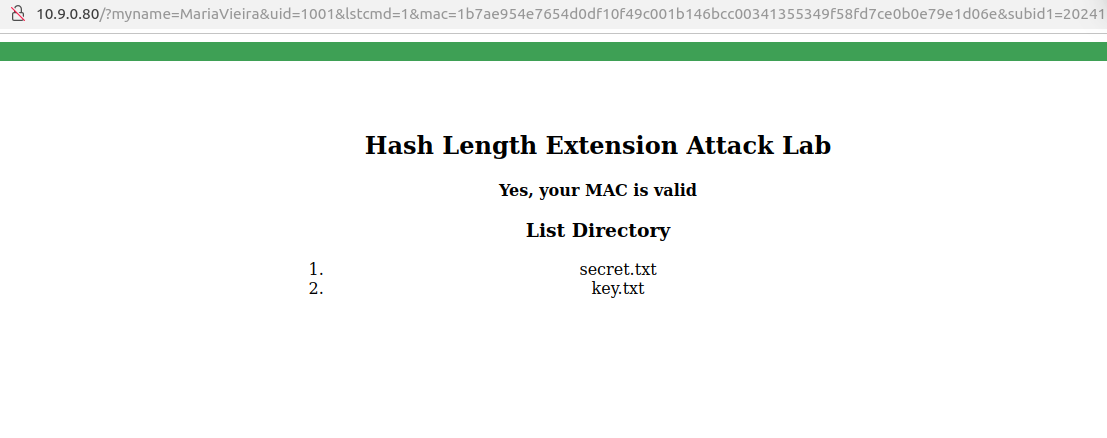 10.9.0.80/?myname=MariaVieira&uid=1001&lstcmd=1&mac=1b7ae954e7654d0df10f49c001b146bcc00341355349f58fd7ce0b0e79e1d06e&subid1=20241
Hash Length Extension Attack Lab
Yes, your MAC is valid
List Directory
1. secret.txt
2. key.txt